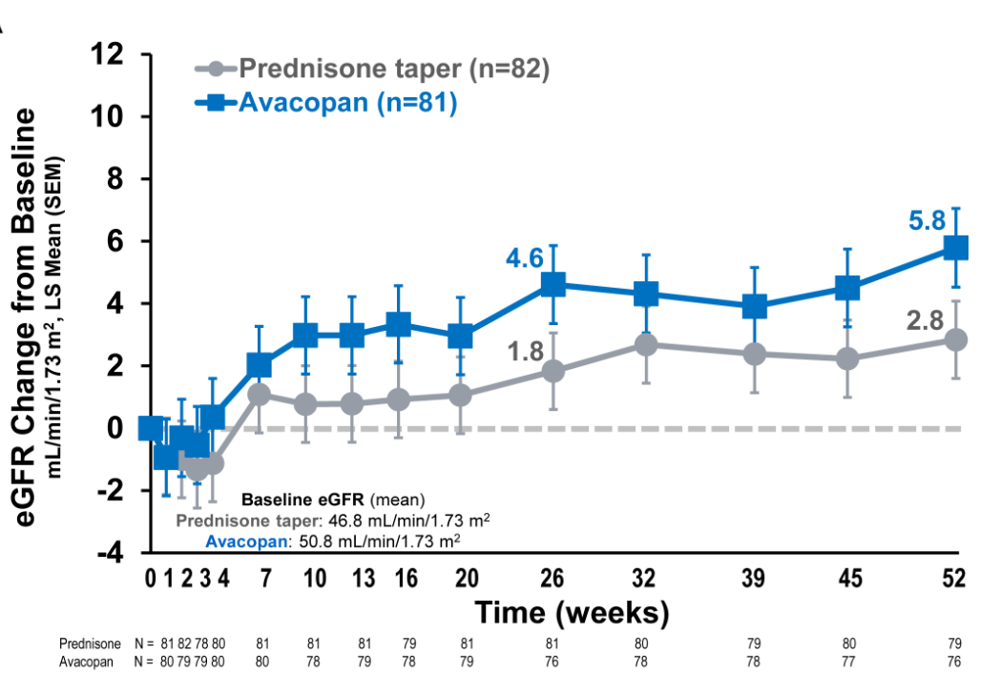 12
Prednisone taper (n=82)
Avacopan (n=81)
10
8
6
4
2
0
-2
-4
eGFR Change from Baseline
mL/min/1.73 m², LS Mean (SEM)
4.6
5.8
1.8
2.8
Baseline eGFR (mean)
Prednisone taper: 46.8 mL/min/1.73 m²
Avacopan: 50.8 mL/min/1.73 m²
0 1 2 3 4 7 10 13 16 20 26 32 39 45 52
Time (weeks)
Prednisone N = 81 82 78 80 81 81 81 79 81 81 80 79 80 79
Avacopan N = 80 79 79 80 80 78 79 78 79 76 78 78 77 76